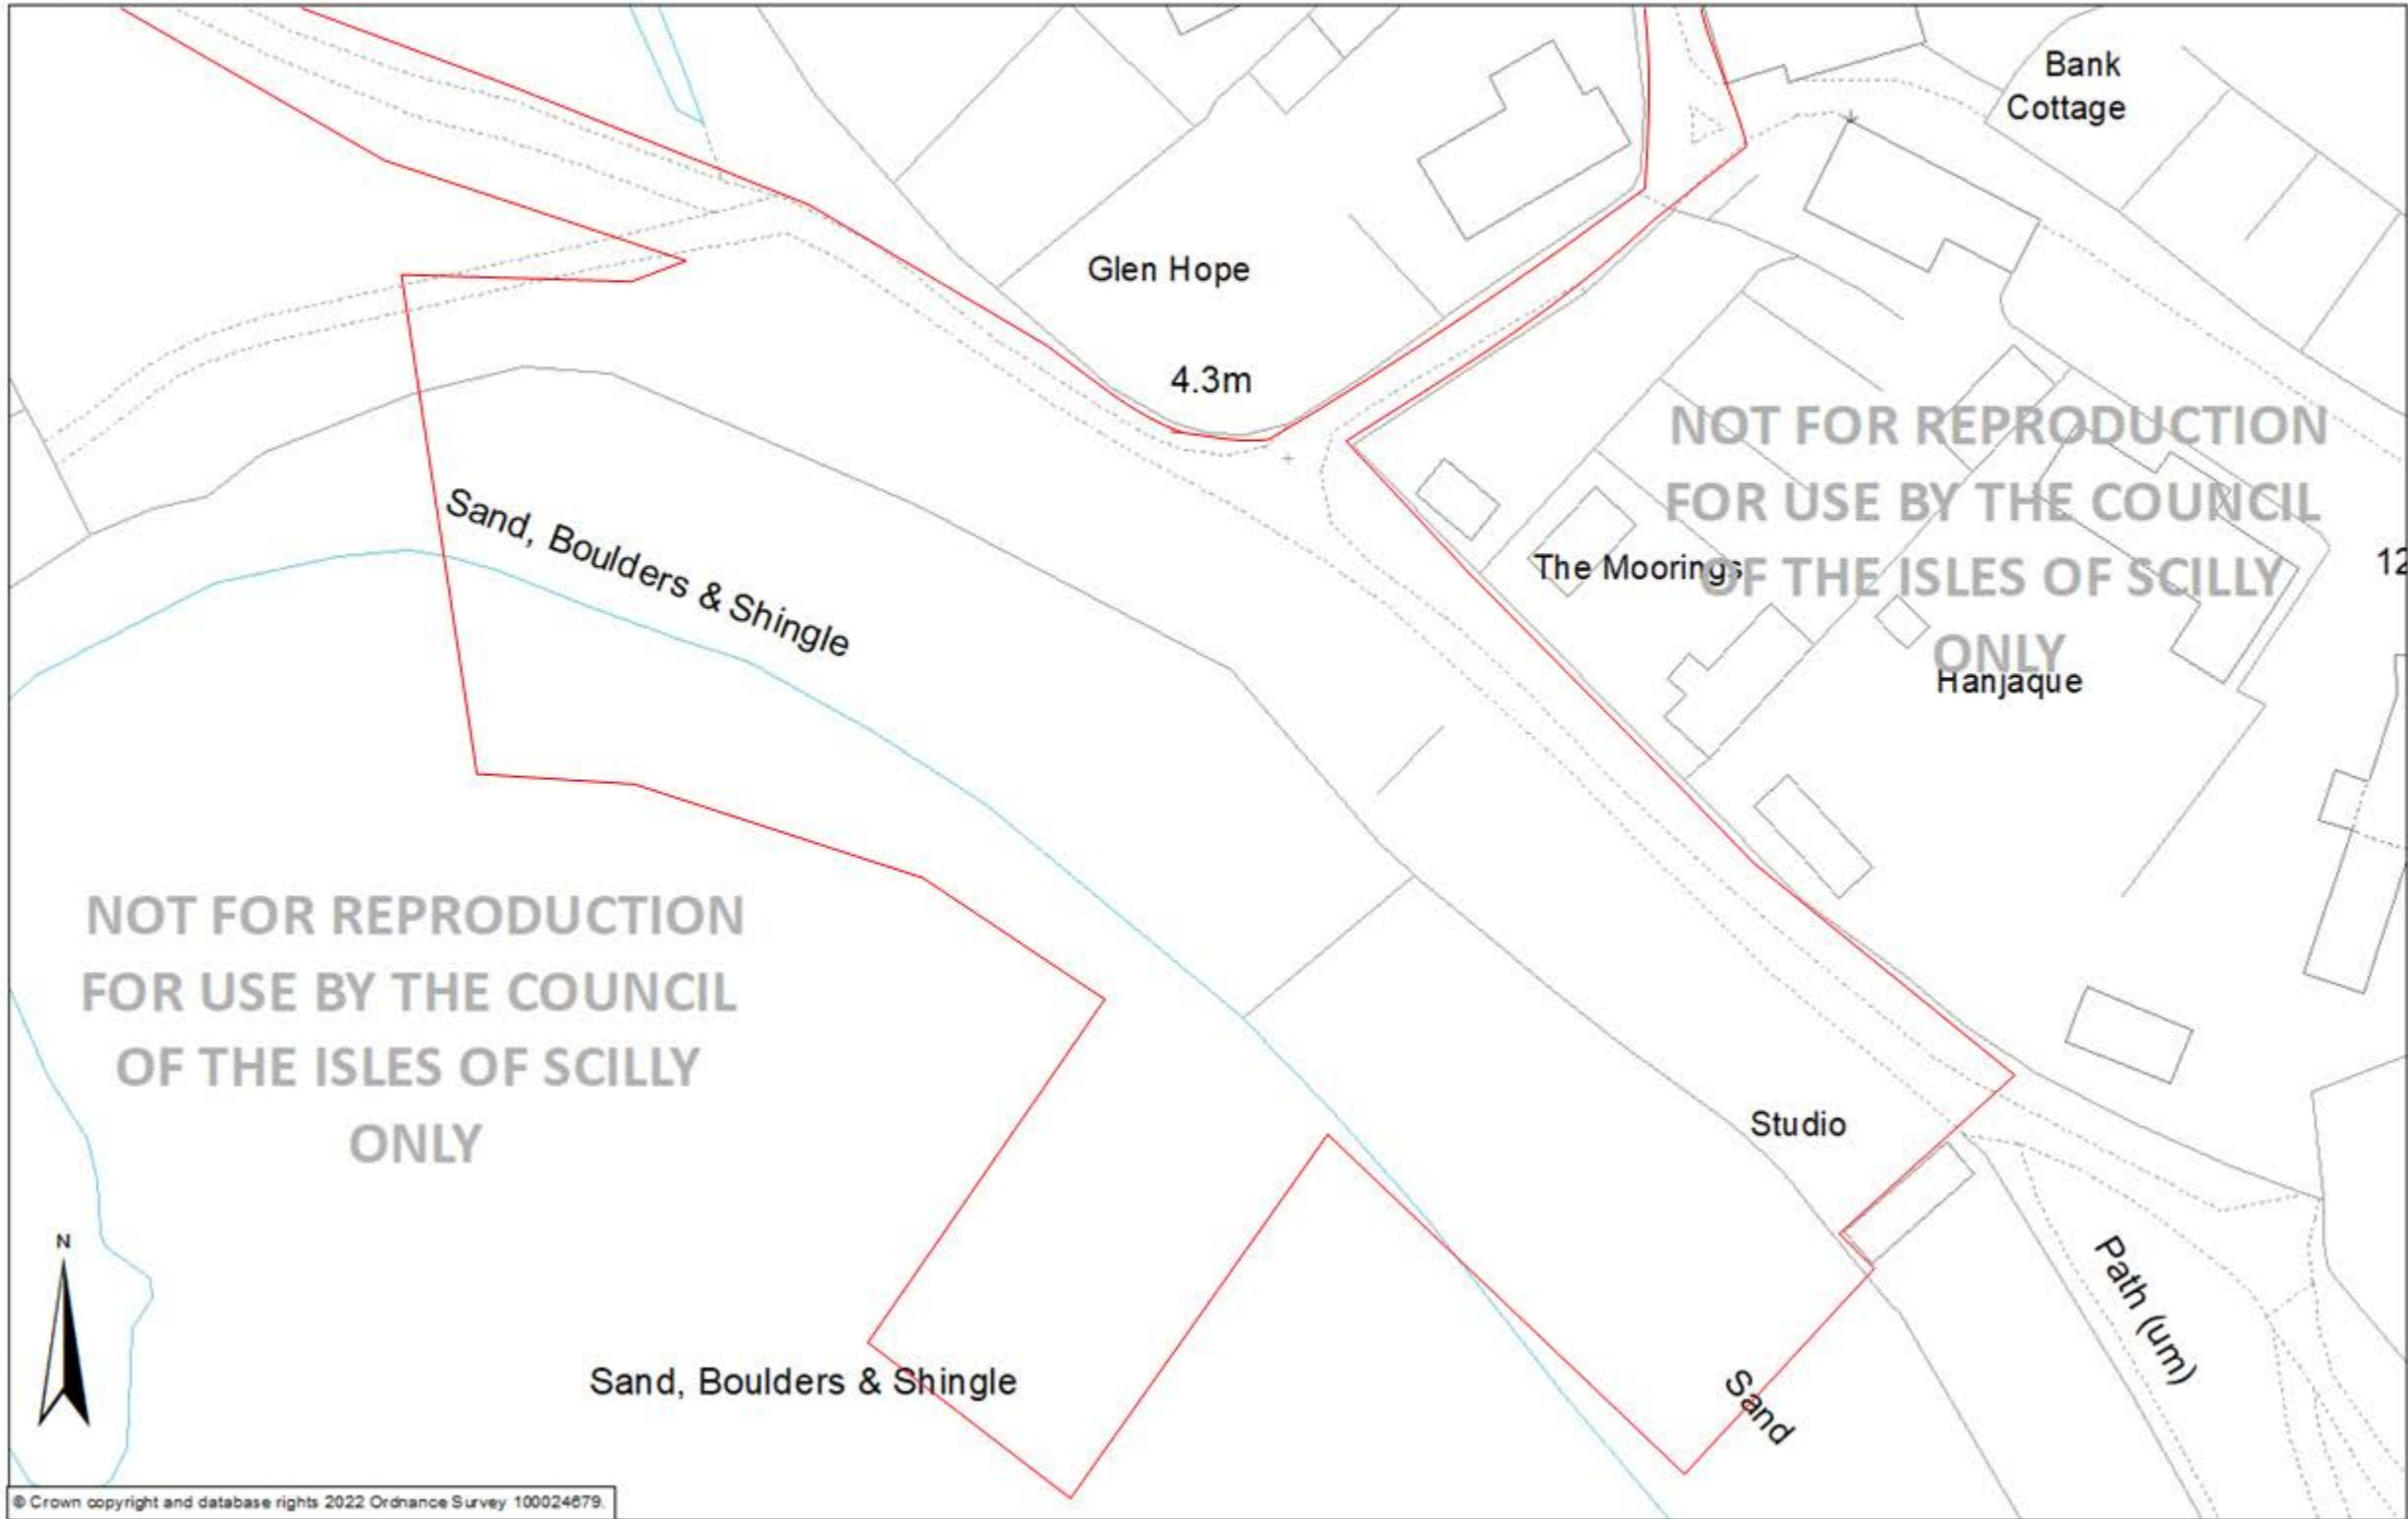 Bank
Cottage
Glen Hope
4.3m
NOT FOR REPRODUCTION
FOR USE BY THE COUNCIL
OF THE ISLES OF SCILLY
ONLY
The Moorings
12
Hanjaque
Sand, Boulders & Shingle
NOT FOR REPRODUCTION
FOR USE BY THE COUNCIL
OF THE ISLES OF SCILLY
ONLY
Studio
Path (um)
N
Sand, Boulders & Shingle
Sand
© Crown copyright and database rights 2022 Ordnance Survey 100024679.